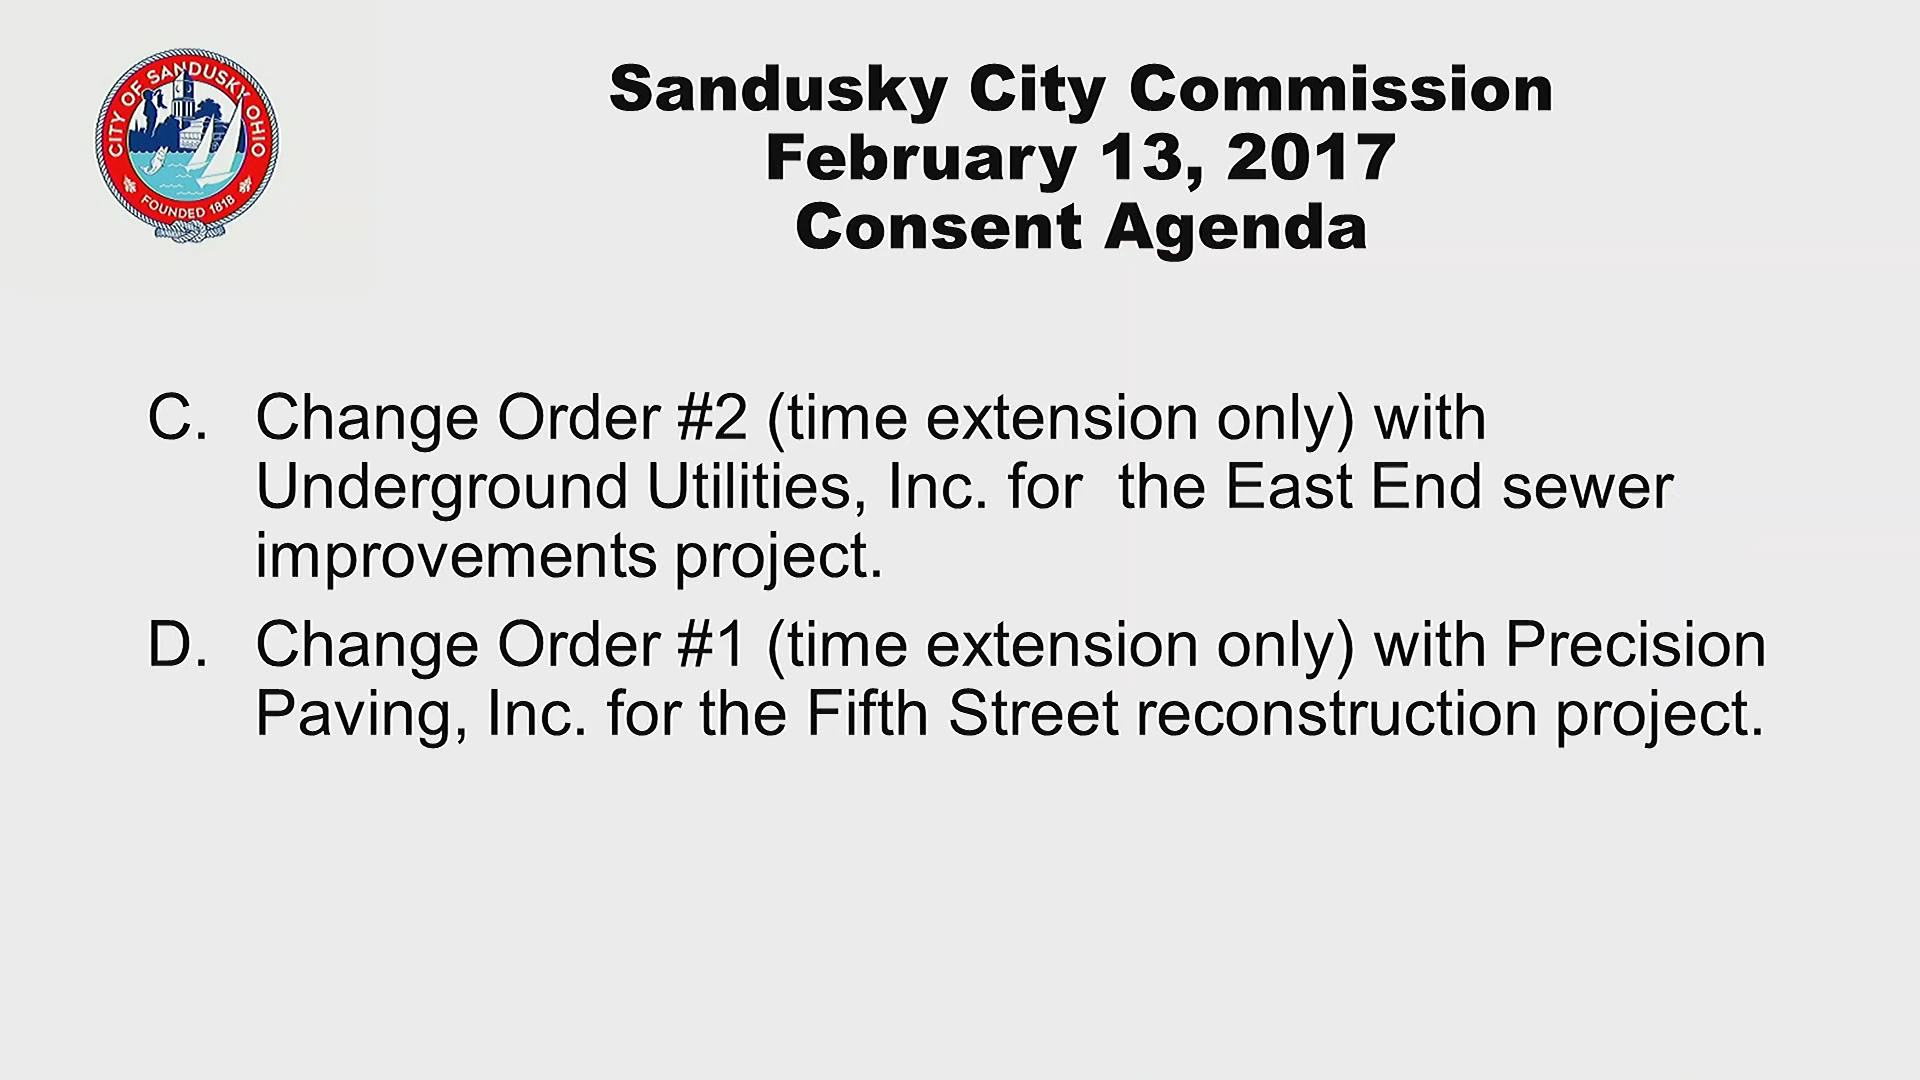 CITY OF SANDUSKY OHIO
FOUNDED 1818
Sandusky City Commission
February 13, 2017
Consent Agenda
C. Change Order #2 (time extension only) with
Underground Utilities, Inc. for  the East End sewer
improvements project.
D. Change Order #1 (time extension only) with Precision
Paving, Inc. for the Fifth Street reconstruction project.